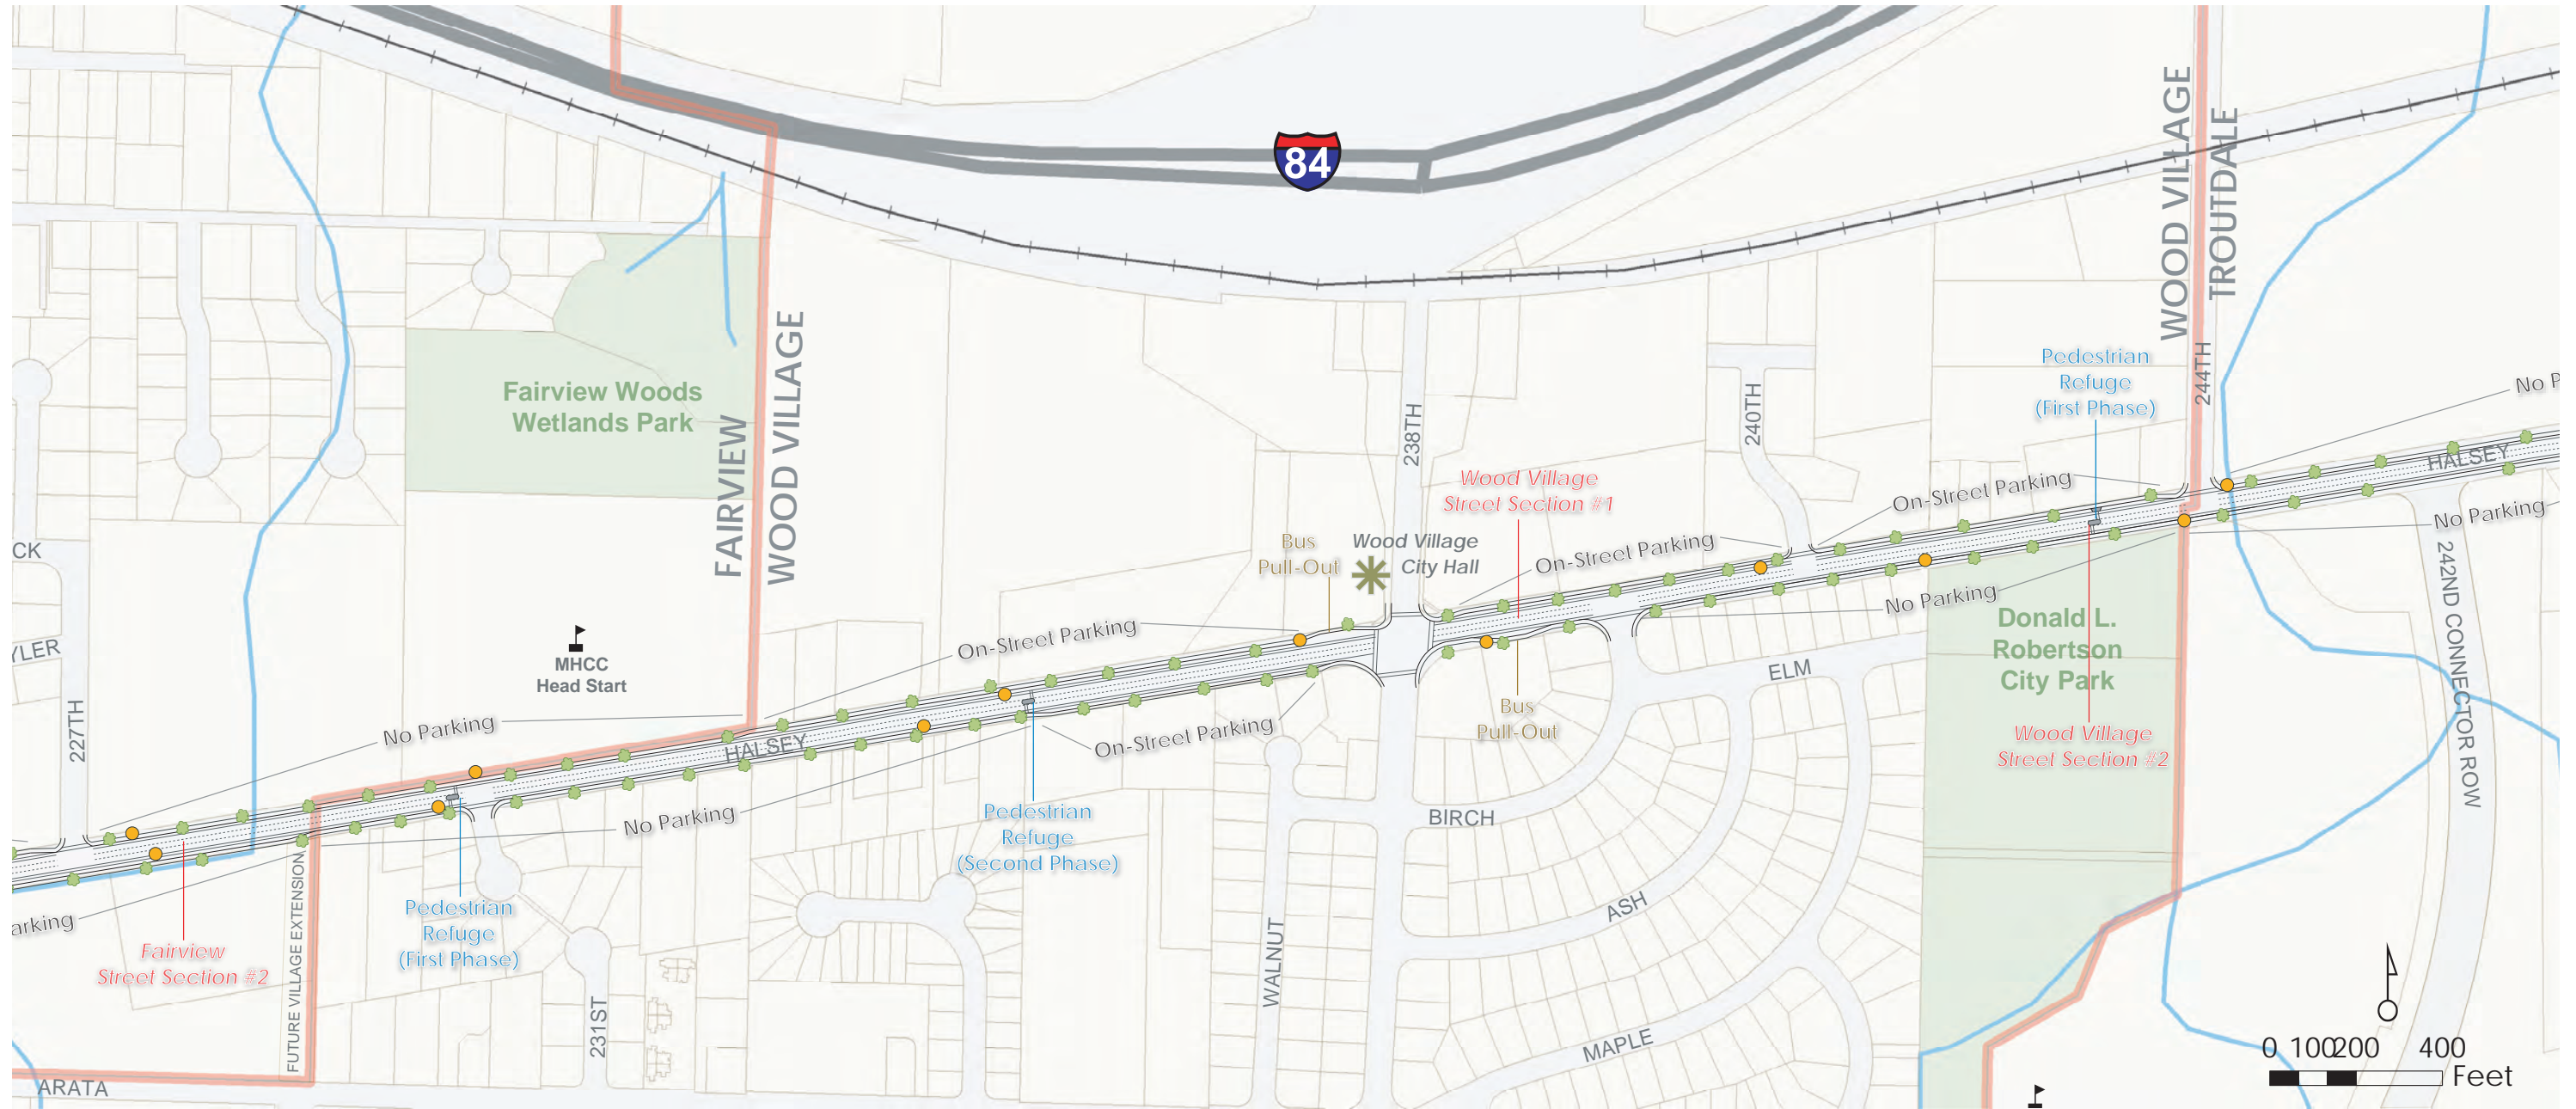 84
WOOD VILLAGE
TROUTDALE
244TH
Pedestrian
Refuge
(First Phase)
No P
HALSEY
No Parking
242ND CONNECTOR ROW
Fairview Woods
Wetlands Park
FAIRVIEW
WOOD VILLAGE
238TH
240TH
Wood Village
Street Section #1
On-Street Parking
Bus
Pull-Out
Wood Village
City Hall
On-Street Parking
No Parking
Donald L.
Robertson
City Park
Wood Village
Street Section #2
CK
YLER
227TH
MHCC
Head Start
No Parking
On-Street Parking
HALSEY
On-Street Parking
No Parking
Bus
Pull-Out
ELM
BIRCH
Pedestrian
Refuge
(Second Phase)
Pedestrian
Refuge
(First Phase)
arking
Fairview
Street Section #2
FUTURE VILLAGE EXTENSION
231ST
WALNUT
ASH
MAPLE
ARATA
0 100 200 400
Feet